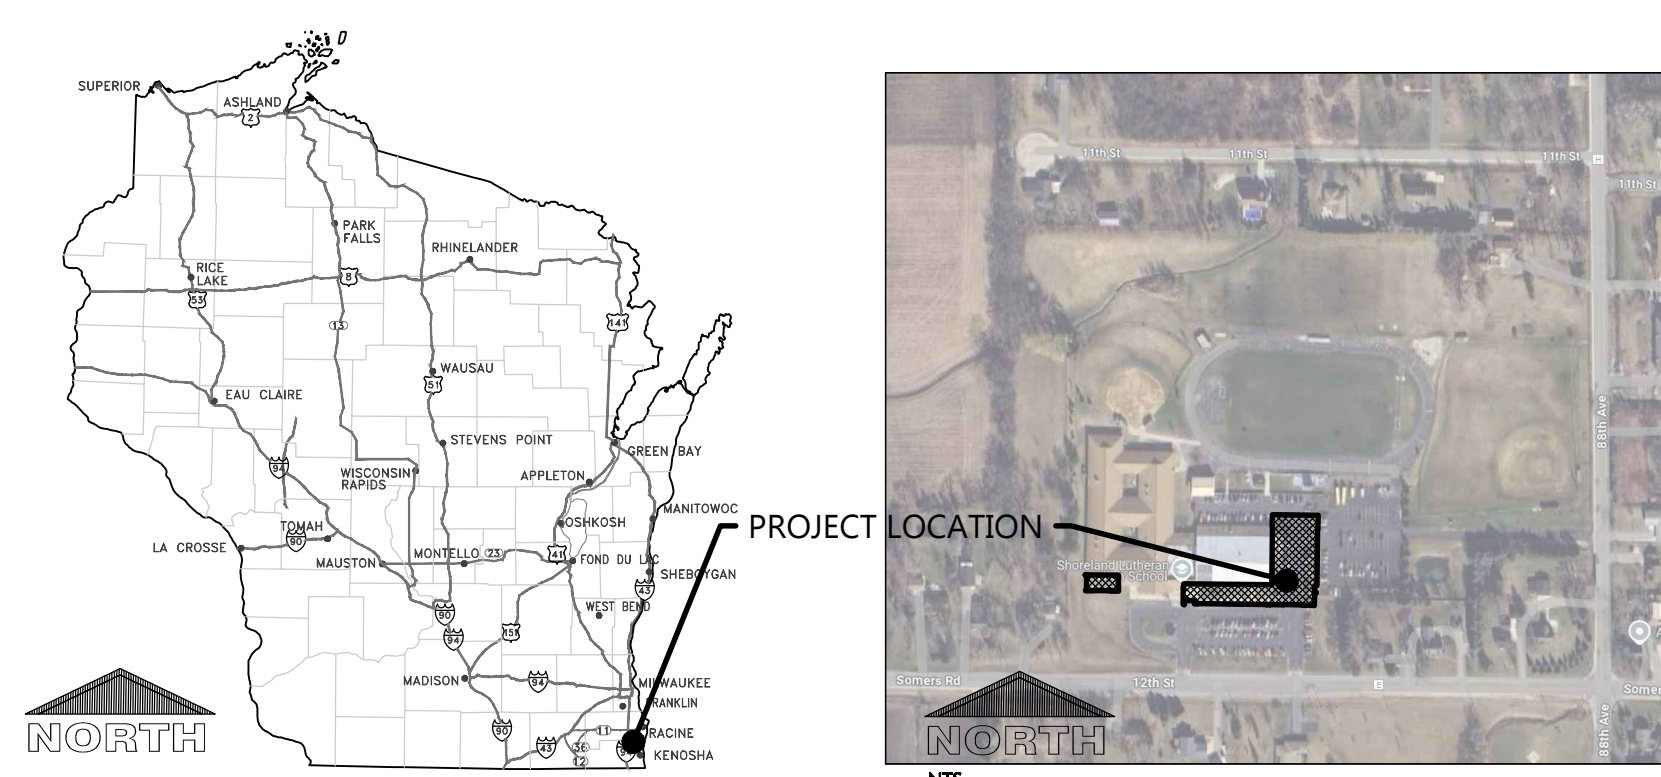 SUPERIOR
ASHLAND
2
PARK
FALLS
RHINELANDER
RICE
LAKE
8
53
13
141
WAUSAU
51
EAU CLAIRE
STEVENS POINT
GREEN BAY
94
WISCONSIN
RAPIDS
APPLETON
MANITOWOC
OSHKOSH
TOMAH
90
LA CROSSE
MAUSTON
MONTELLO
23
41
FOND DU LAC
SHEBOYGAN
43
WEST BEND
90
94
151
MADISON
94
MILWAUKEE
FRANKLIN
90
43
11
36
12
RACINE
KENOSHA
NORTH
PROJECT LOCATION
11th St
11th St
11th St
H
11th St
88th Ave
Shoreland Lutheran
School
Somers Rd
12th St
E
Somer
88th Ave
NORTH
NTS